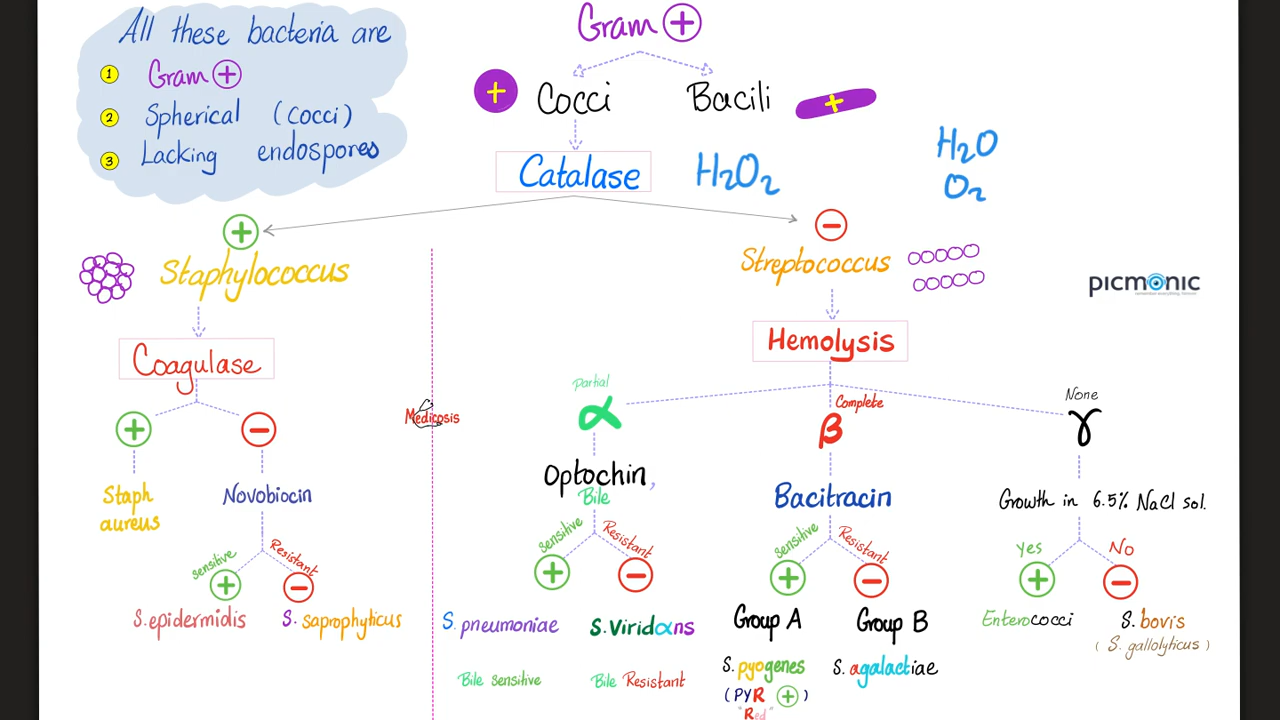 All these bacteria are
1 Gram +
2 Spherical (cocci)
3 Lacking endospores
Gram +
+ Cocci
Bacili +
Catalase
H2O2
H2O
O2
+
Staphylococcus
Coagulase
+ −
Staph
aureus
Novobiocin
sensitive Resistant
+ −
S. epidermidis
S. saprophyticus
Medicosis
−
Streptococcus
picmonic
Hemolysis
Partial
α
Complete
β
None
γ
Optochin,
Bile
sensitive Resistant
+ −
S. pneumoniae
S. Viridαns
Bile sensitive
Bile Resistant
Bacitracin
sensitive Resistant
+ −
Group A
S. pyogenes
(PYR + )
"Red"
Group B
S. agalactiae
Growth in 6.5% NaCl sol.
Yes No
+ −
Enterococci
S. bovis
( S. gallolyticus )